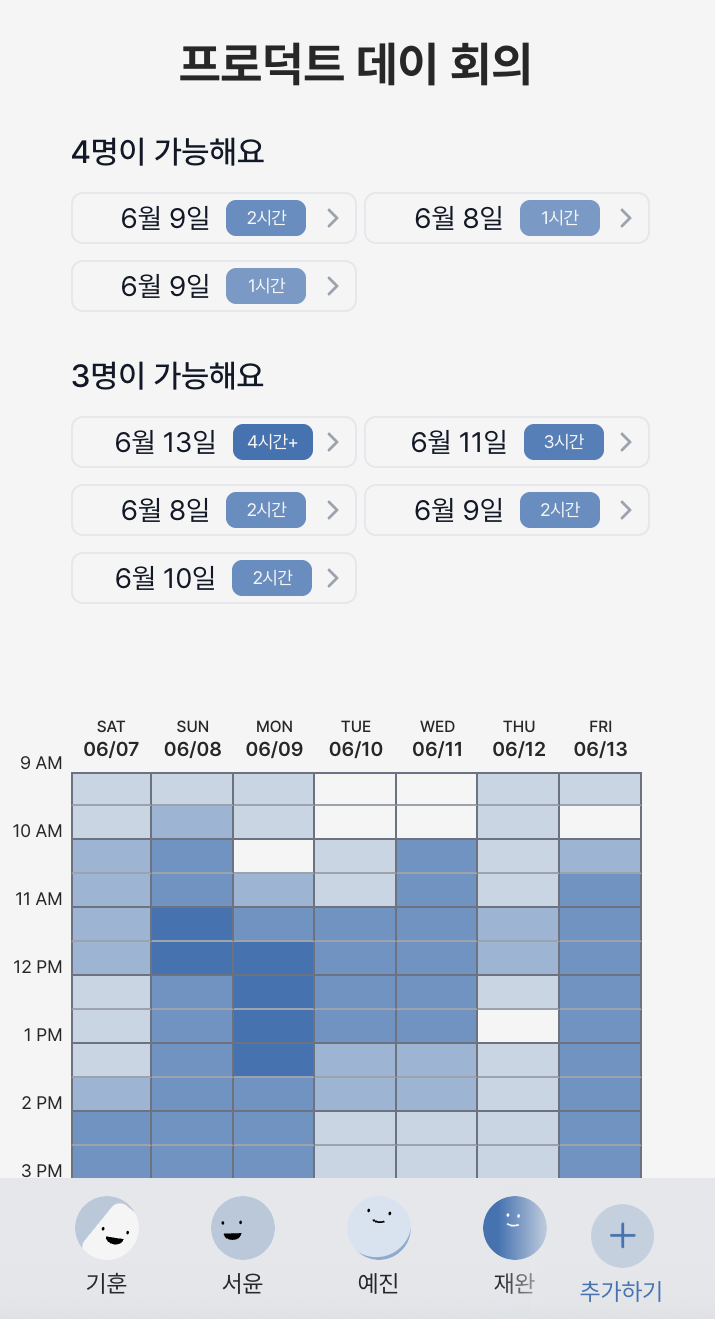 프로덕트 데이 회의
4명이 가능해요
6월 9일 2시간 6월 8일 1시간
6월 9일 1시간
3명이 가능해요
6월 13일 4시간+ 6월 11일 3시간
6월 8일 2시간 6월 9일 2시간
6월 10일 2시간
SAT SUN MON TUE WED THU FRI
06/07 06/08 06/09 06/10 06/11 06/12 06/13
9 AM
10 AM
11 AM
12 PM
1 PM
2 PM
3 PM
기훈 서윤 예진 재완 추가하기